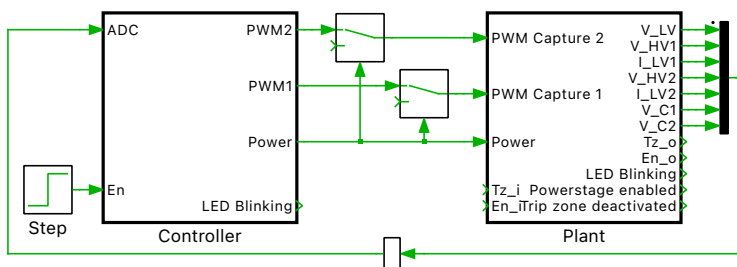 ADC
PWM2
PWM1
Power
En
LED Blinking
Step
Controller
PWM Capture 2
PWM Capture 1
Power
Tz_i
En_i
V_LV
V_HV1
I_LV1
V_HV2
I_LV2
V_C1
V_C2
Tz_o
En_o
LED Blinking
Powerstage enabled
Trip zone deactivated
Plant